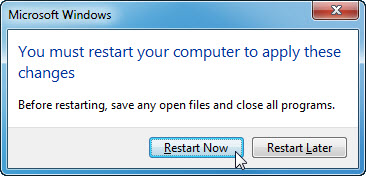 Microsoft Windows
You must restart your computer to apply these
changes
Before restarting, save any open files and close all programs.
Restart Now
Restart Later